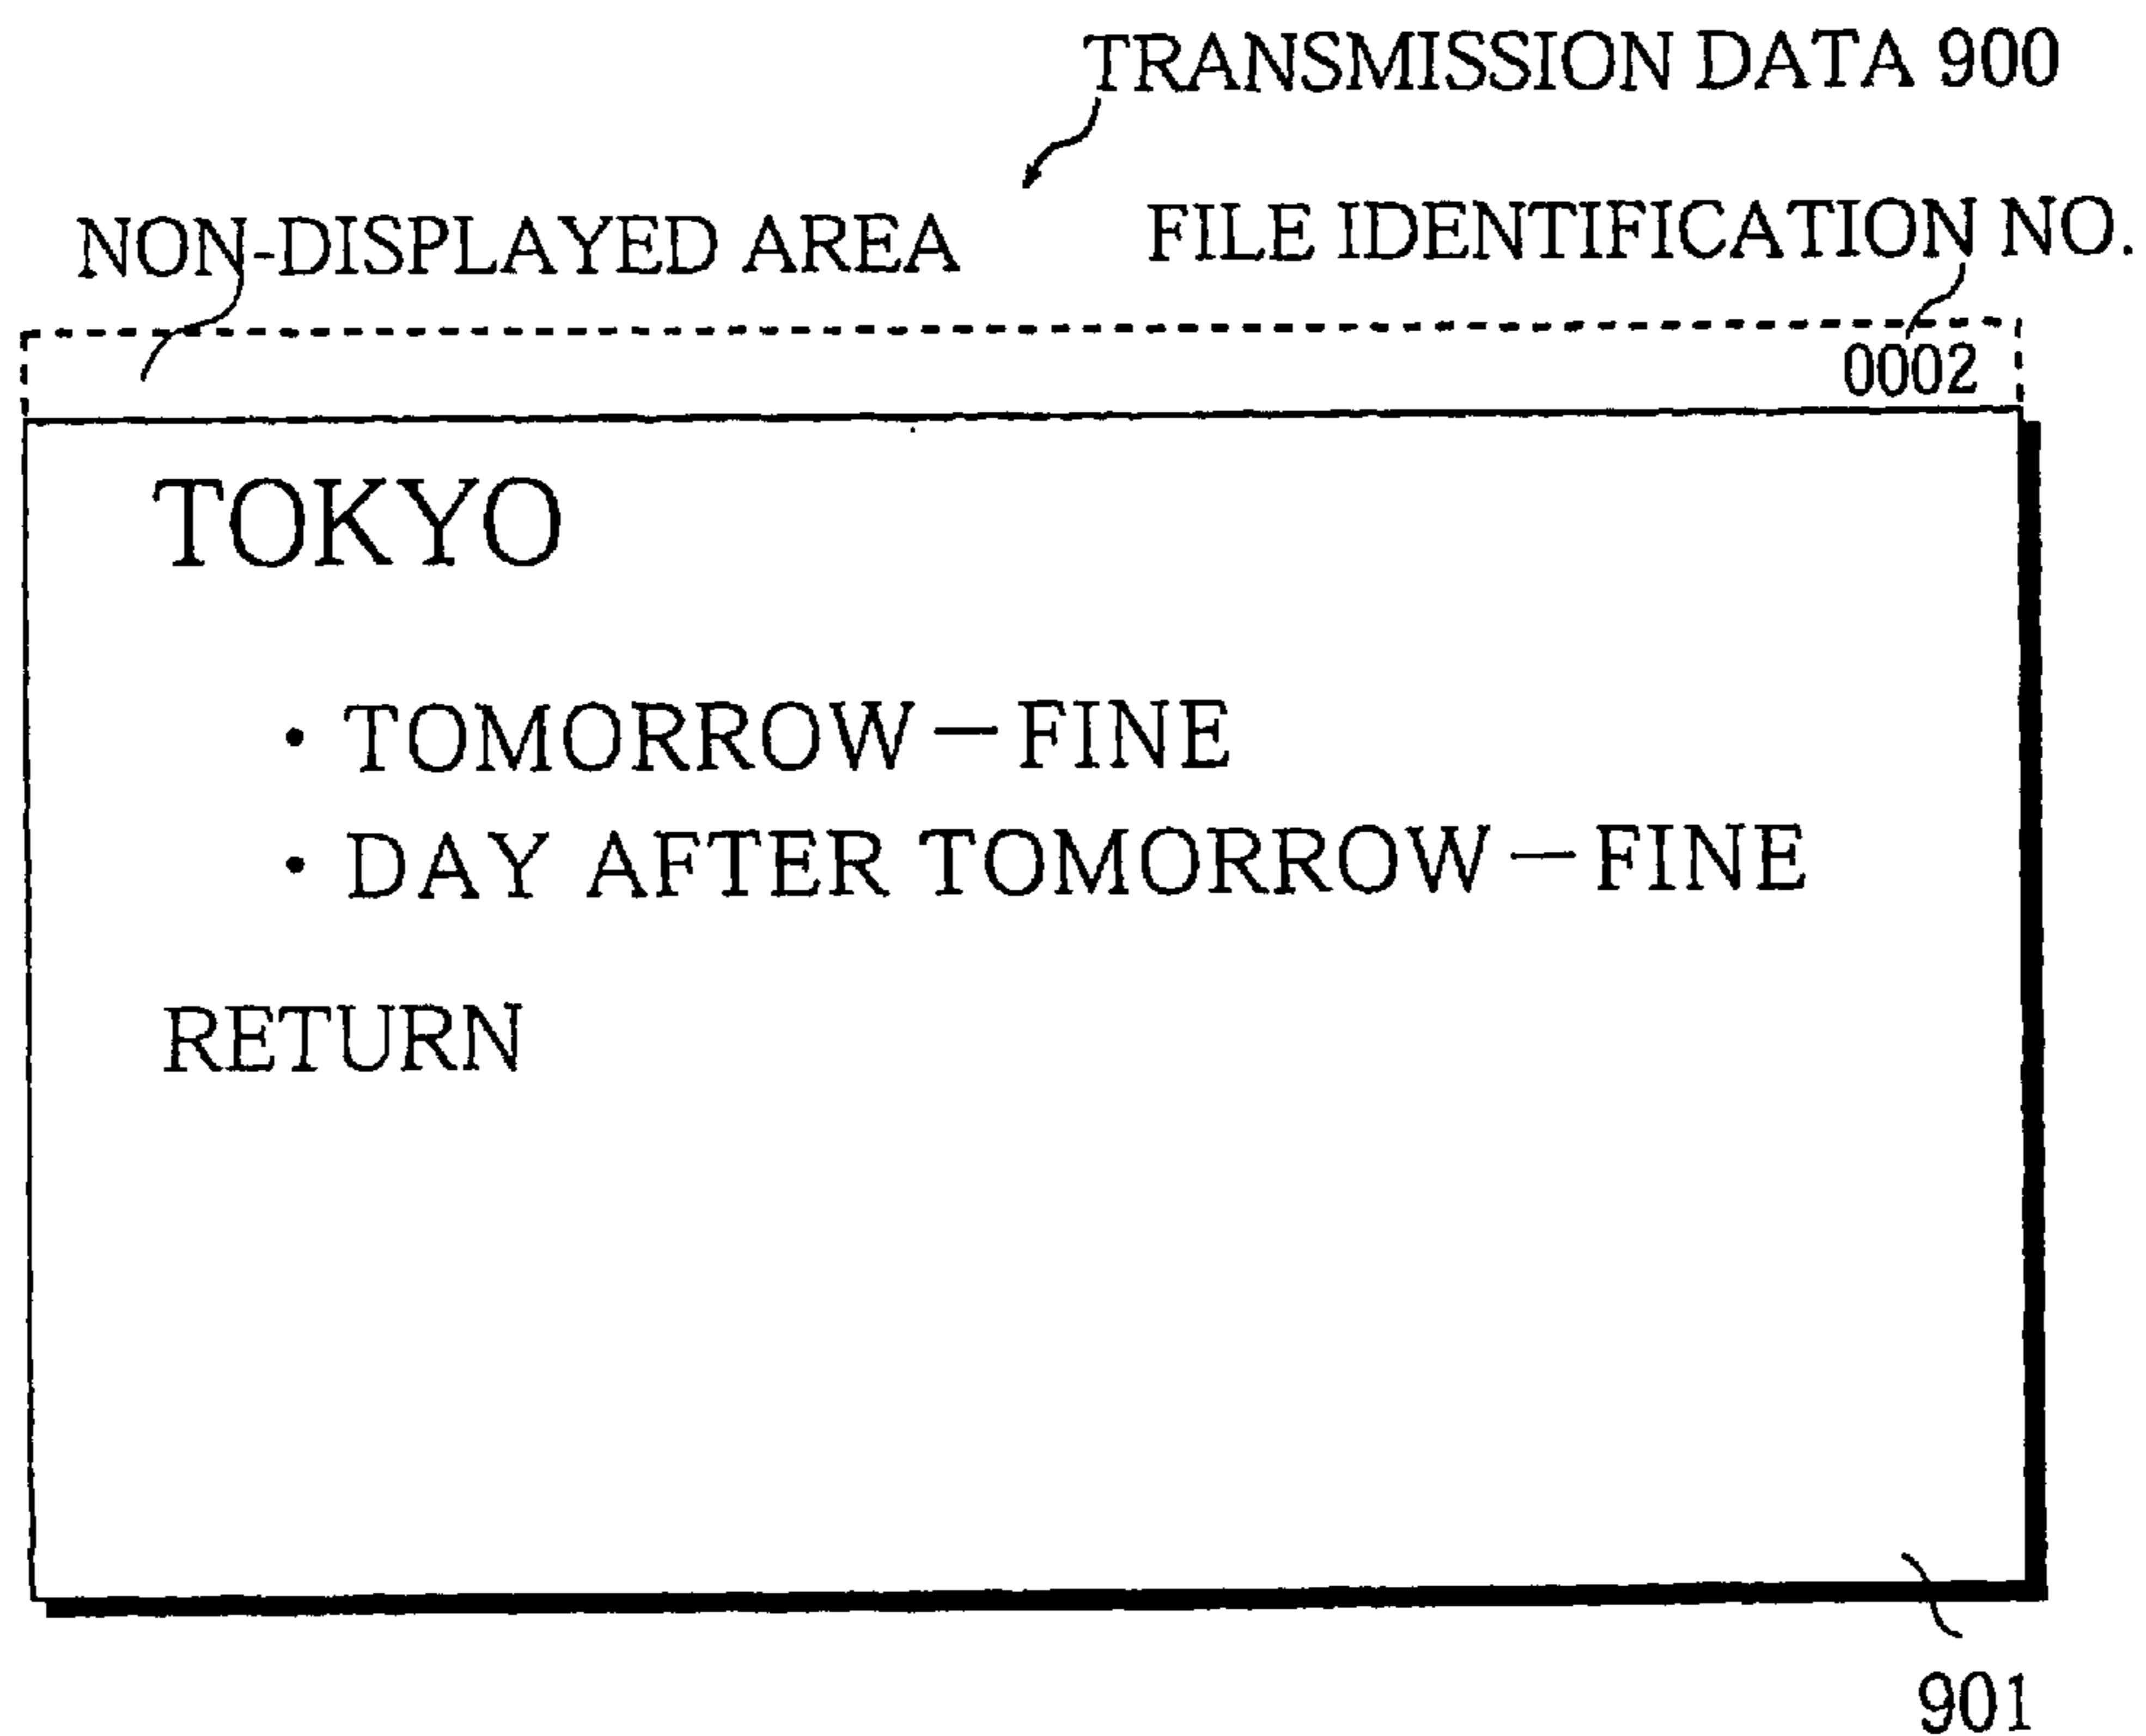 TRANSMISSION DATA 900
NON-DISPLAYED AREA
FILE IDENTIFICATION NO.
0002
TOKYO
・TOMORROW—FINE
・DAY AFTER TOMORROW—FINE
RETURN
901